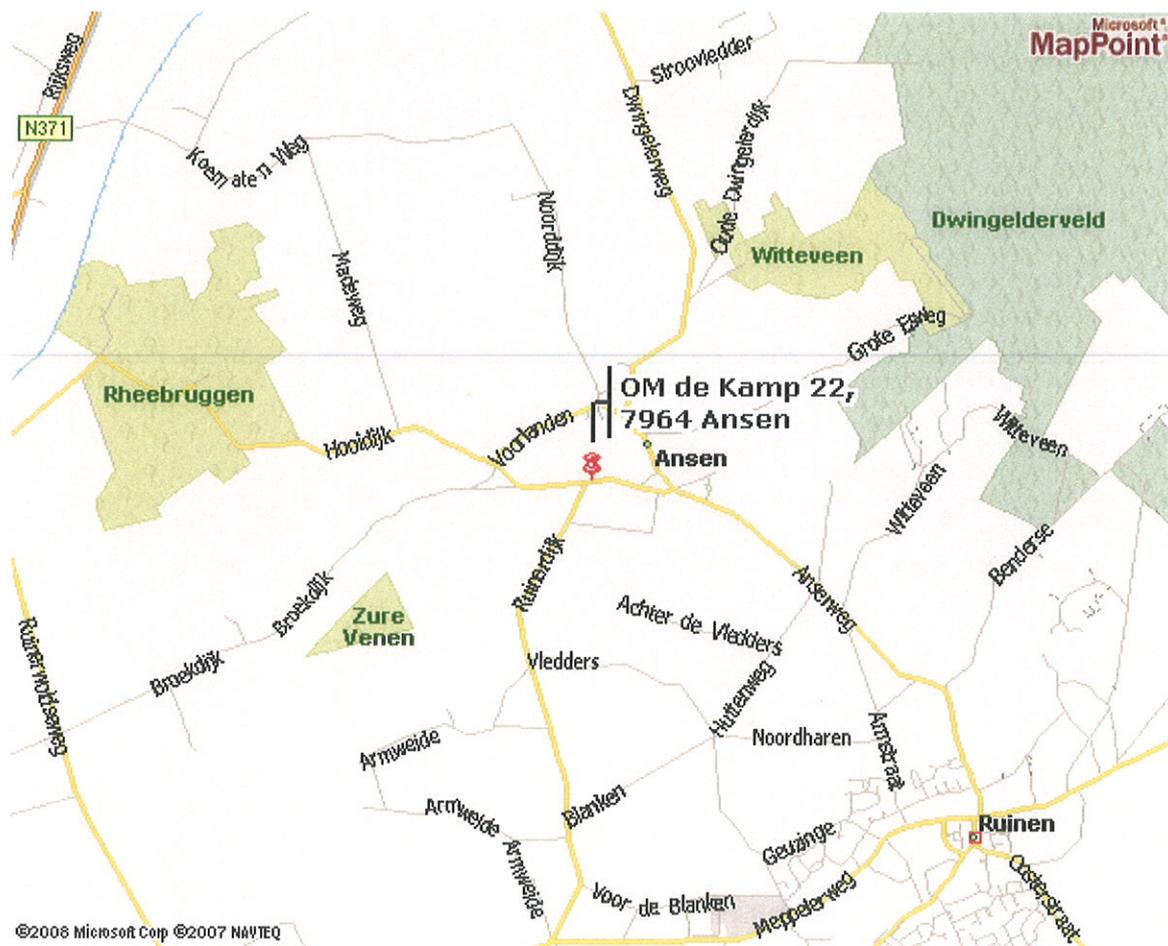 Microsoft®
MapPoint®
Rijksweg
N371
Stroovledder
Dwingelerweg
Oude Dwingelerdijk
Koem ate n Weg
Noorddijk
Madeweg
Witteveen
Dwingelderveld
Grote Esweg
Rheebruggen
OM de Kamp 22,
7964 Ansen
Voorlanden
Hooidijk
Ansen
Witteveen
Witteveen
Benderse
Ruinerdijk
Ansenweg
Achter de Vledders
Broekdijk
Zure
Venen
Broekdijk
Ruinerwoldseweg
Vledders
Huttenweg
Noordharen
Armstraat
Armweide
Armweide
Armweide
Blanken
Geuzinge
Ruinen
Oosterstraat
Voor de Blanken
Meppelerweg
©2008 Microsoft Corp ©2007 NAVTEQ